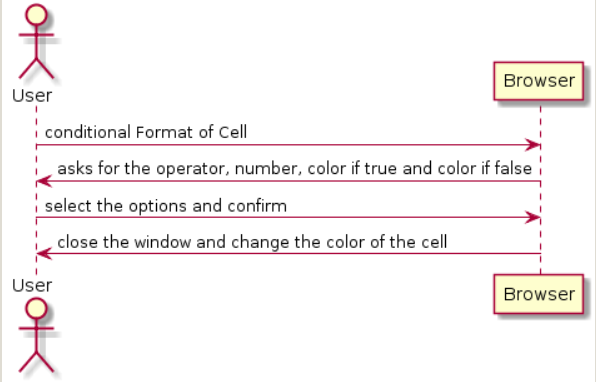 User
Browser
conditional Format of Cell
asks for the operator, number, color if true and color if false
select the options and confirm
close the window and change the color of the cell
User
Browser